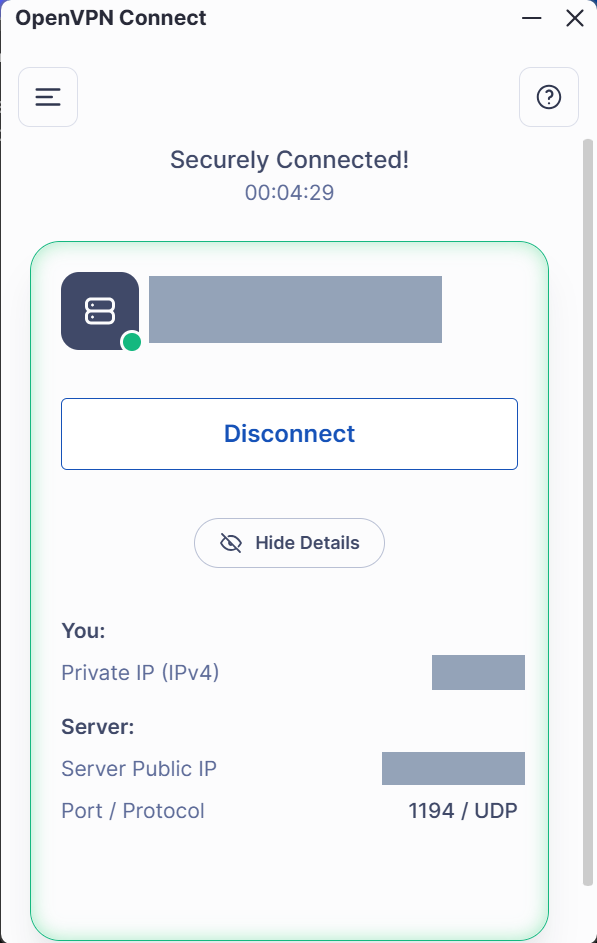 OpenVPN Connect
Securely Connected!
00:04:29
Disconnect
Hide Details
You:
Private IP (IPv4)
Server:
Server Public IP
Port / Protocol 1194 / UDP